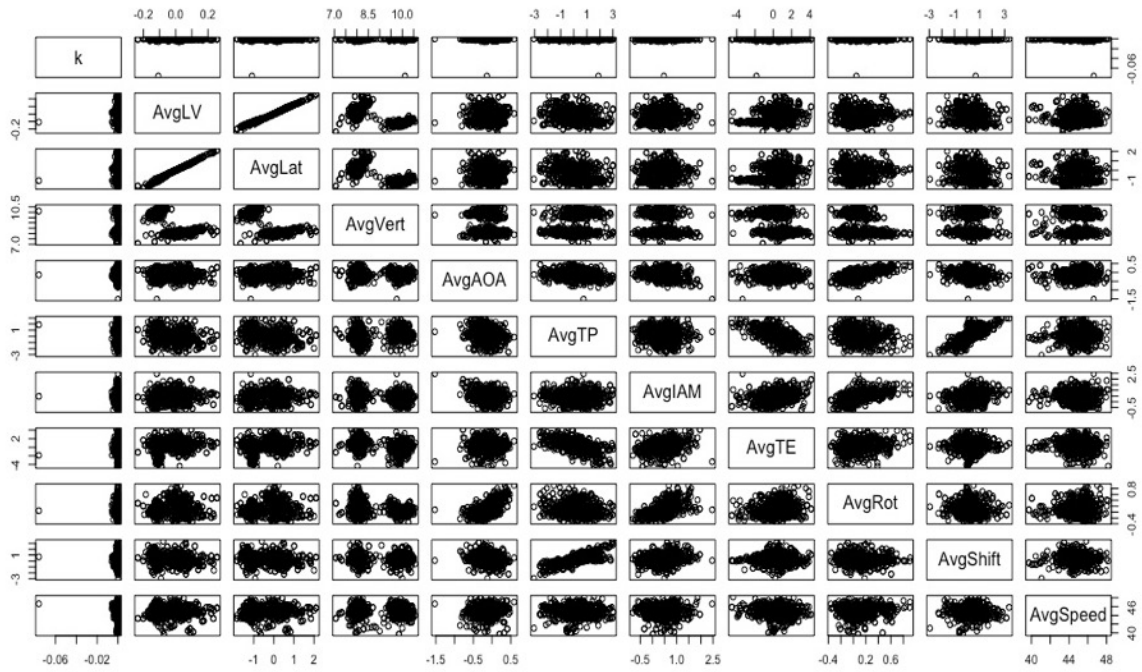 -0.2 0.0 0.2 7.0 8.5 10.0 -3 -1 1 3 -4 0 2 4 -3 -1 1 3
k -0.06
-0.2 AvgLV
AvgLat -1 2
7.0 10.5 AvgVert
AvgAOA -1.5 0.5
-3 1 AvgTP
AvgIAM -0.5 2.5
-4 2 AvgTE
AvgRot -0.4 0.8
-3 1 AvgShift
AvgSpeed 40 46
-0.06 -0.02 -1 0 1 2 -1.5 -0.5 0.5 -0.5 1.0 2.5 -0.4 0.2 0.6 40 44 48